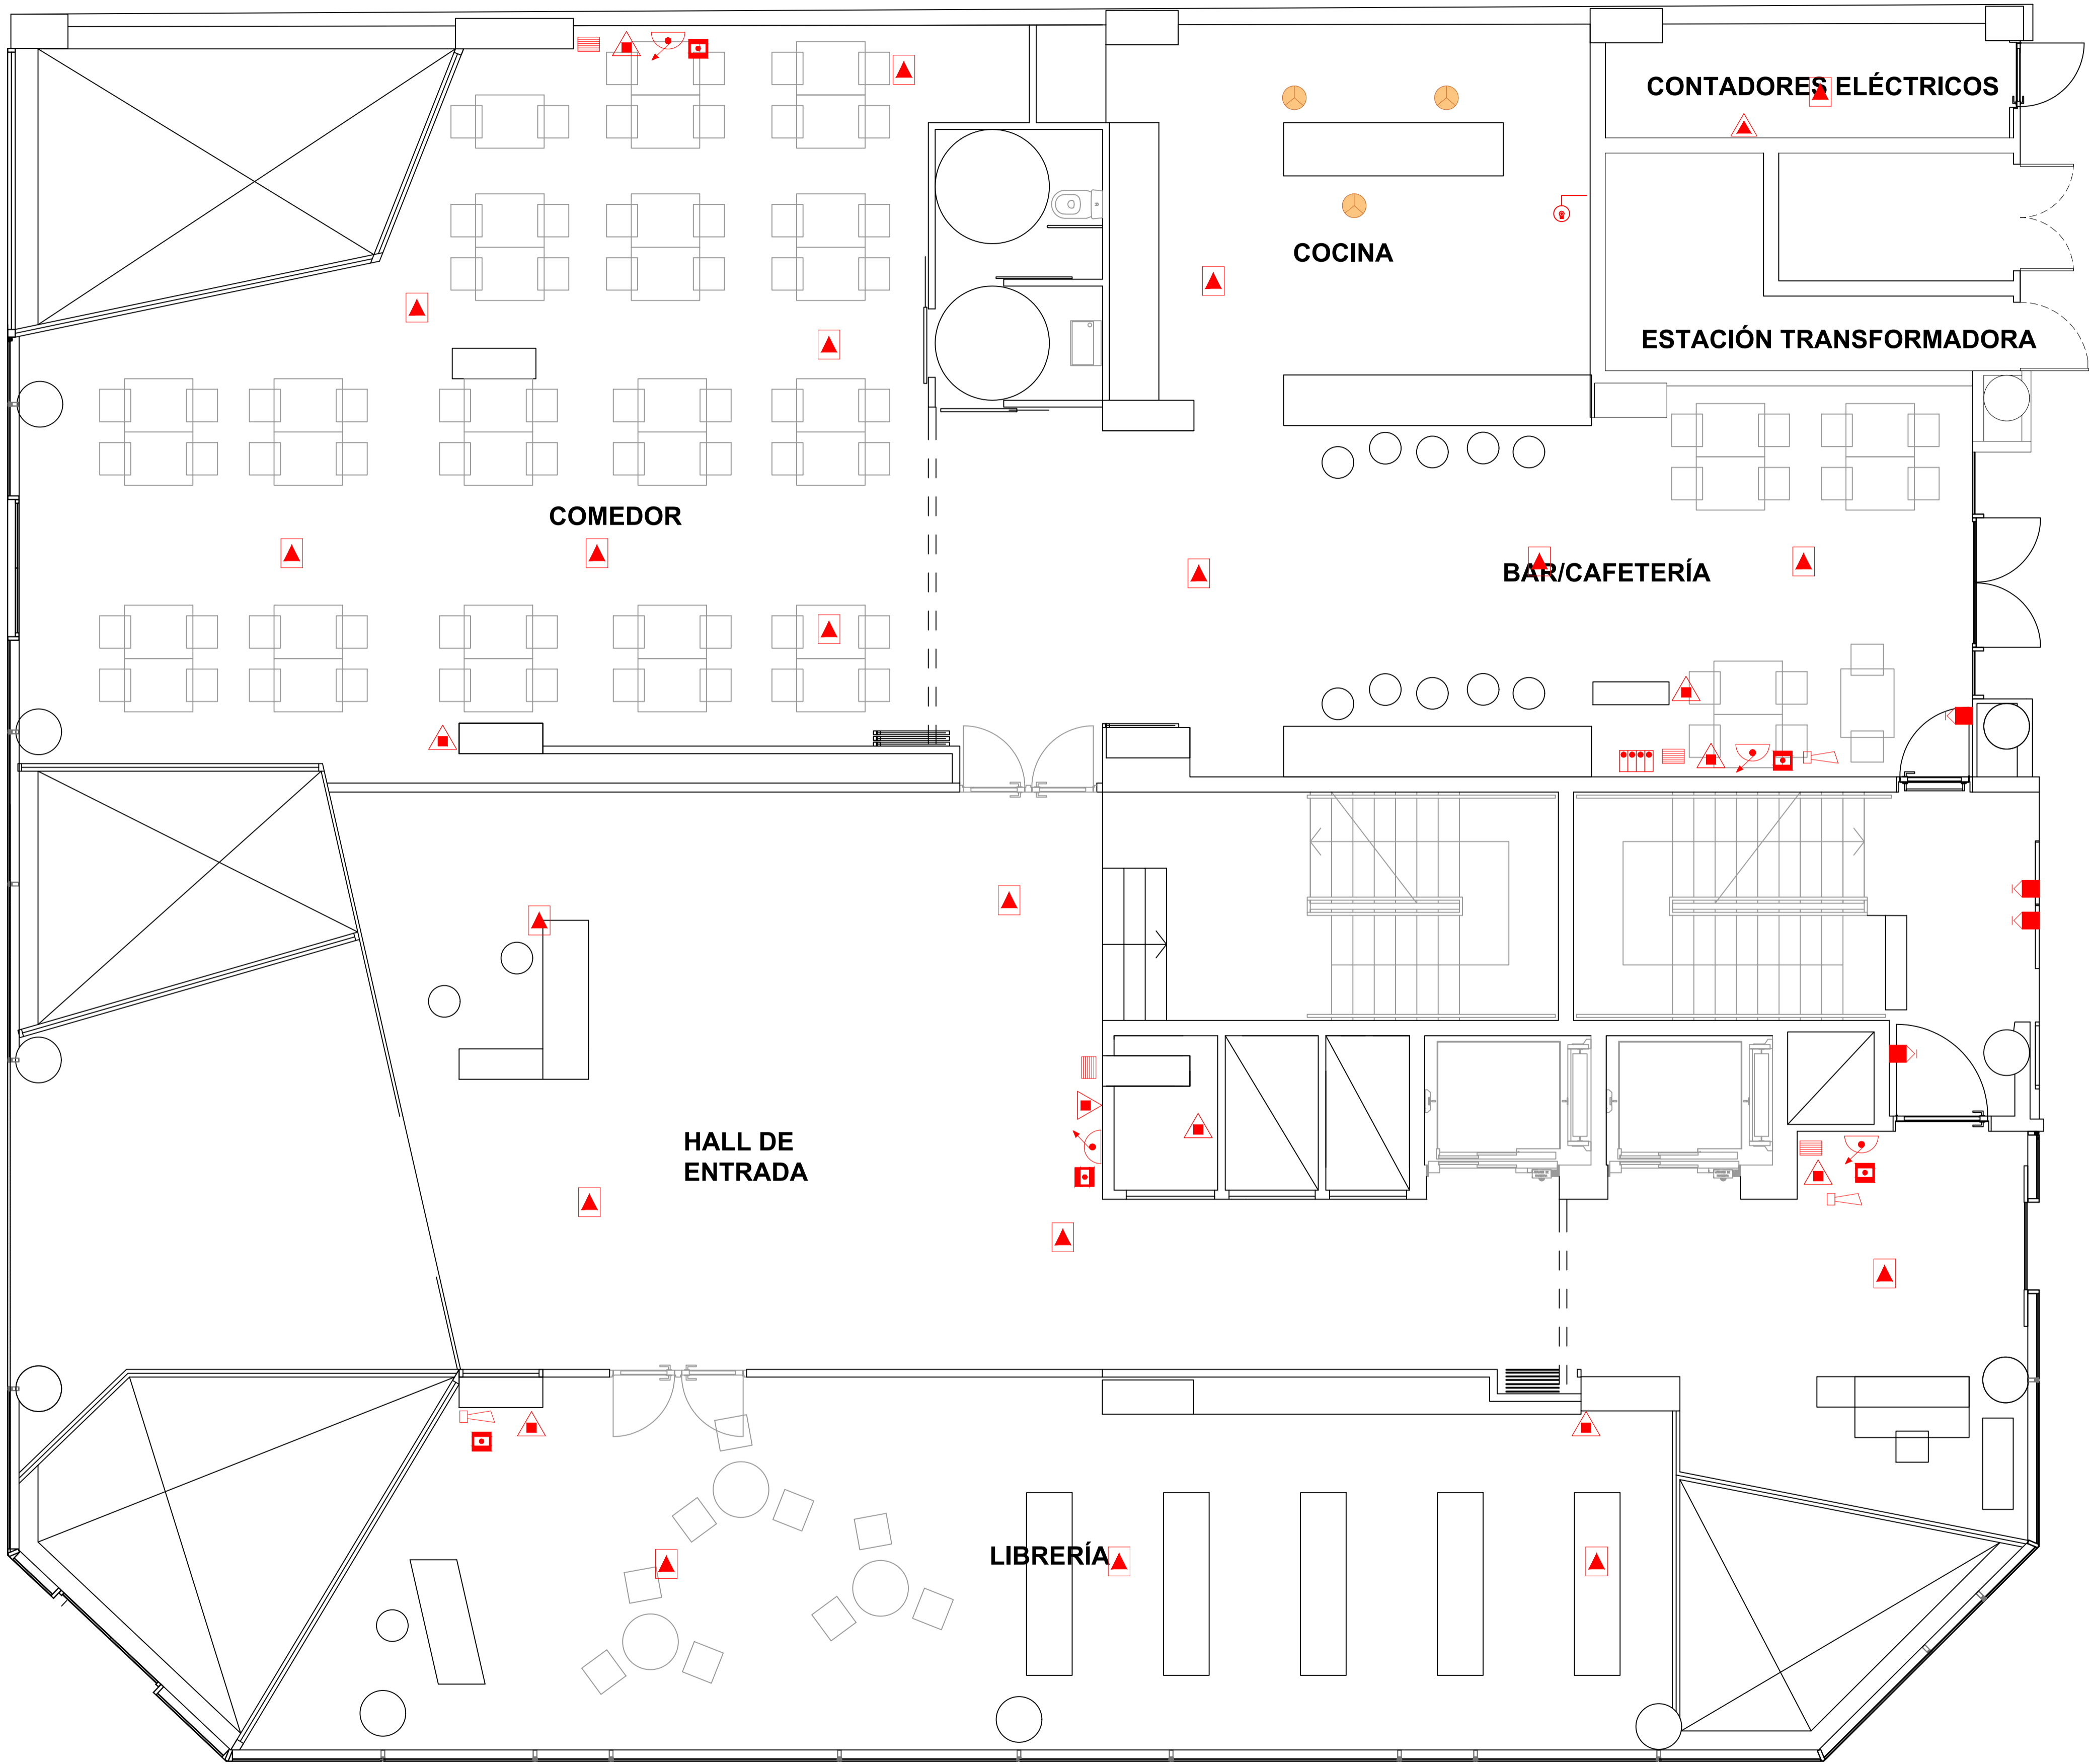 CONTADORES ELÉCTRICOS
COCINA
ESTACIÓN TRANSFORMADORA
COMEDOR
BAR/CAFETERÍA
HALL DE
ENTRADA
LIBRERÍA